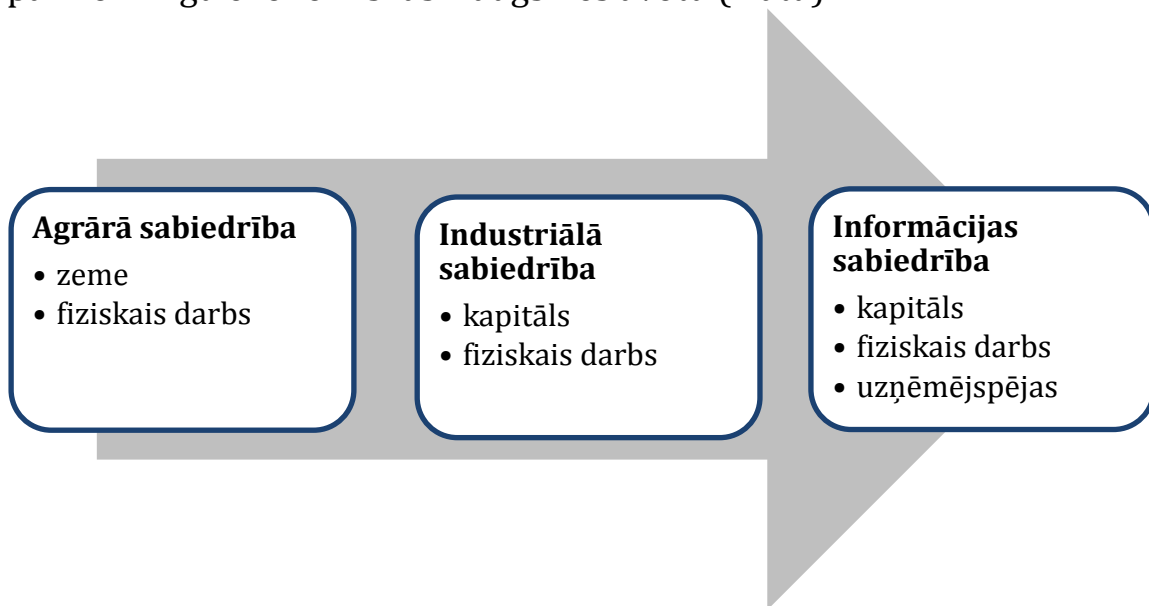 Agrārā sabiedrība
• zeme
• fiziskais darbs
Industriālā
sabiedrība
• kapitāls
• fiziskais darbs
Informācijas
sabiedrība
• kapitāls
• fiziskais darbs
• uzņēmējspējas